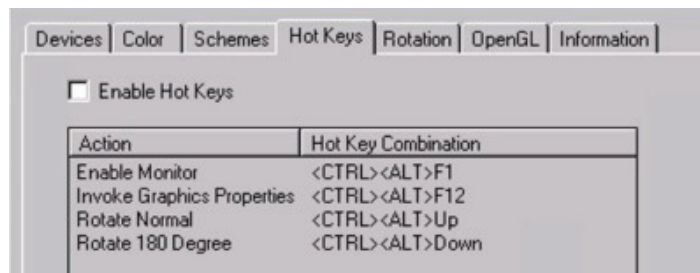 Devices Color Schemes Hot Keys Rotation OpenGL Information
Enable Hot Keys
Action Hot Key Combination
Enable Monitor <CTRL><ALT>F1
Invoke Graphics Properties <CTRL><ALT>F12
Rotate Normal <CTRL><ALT>Up
Rotate 180 Degree <CTRL><ALT>Down